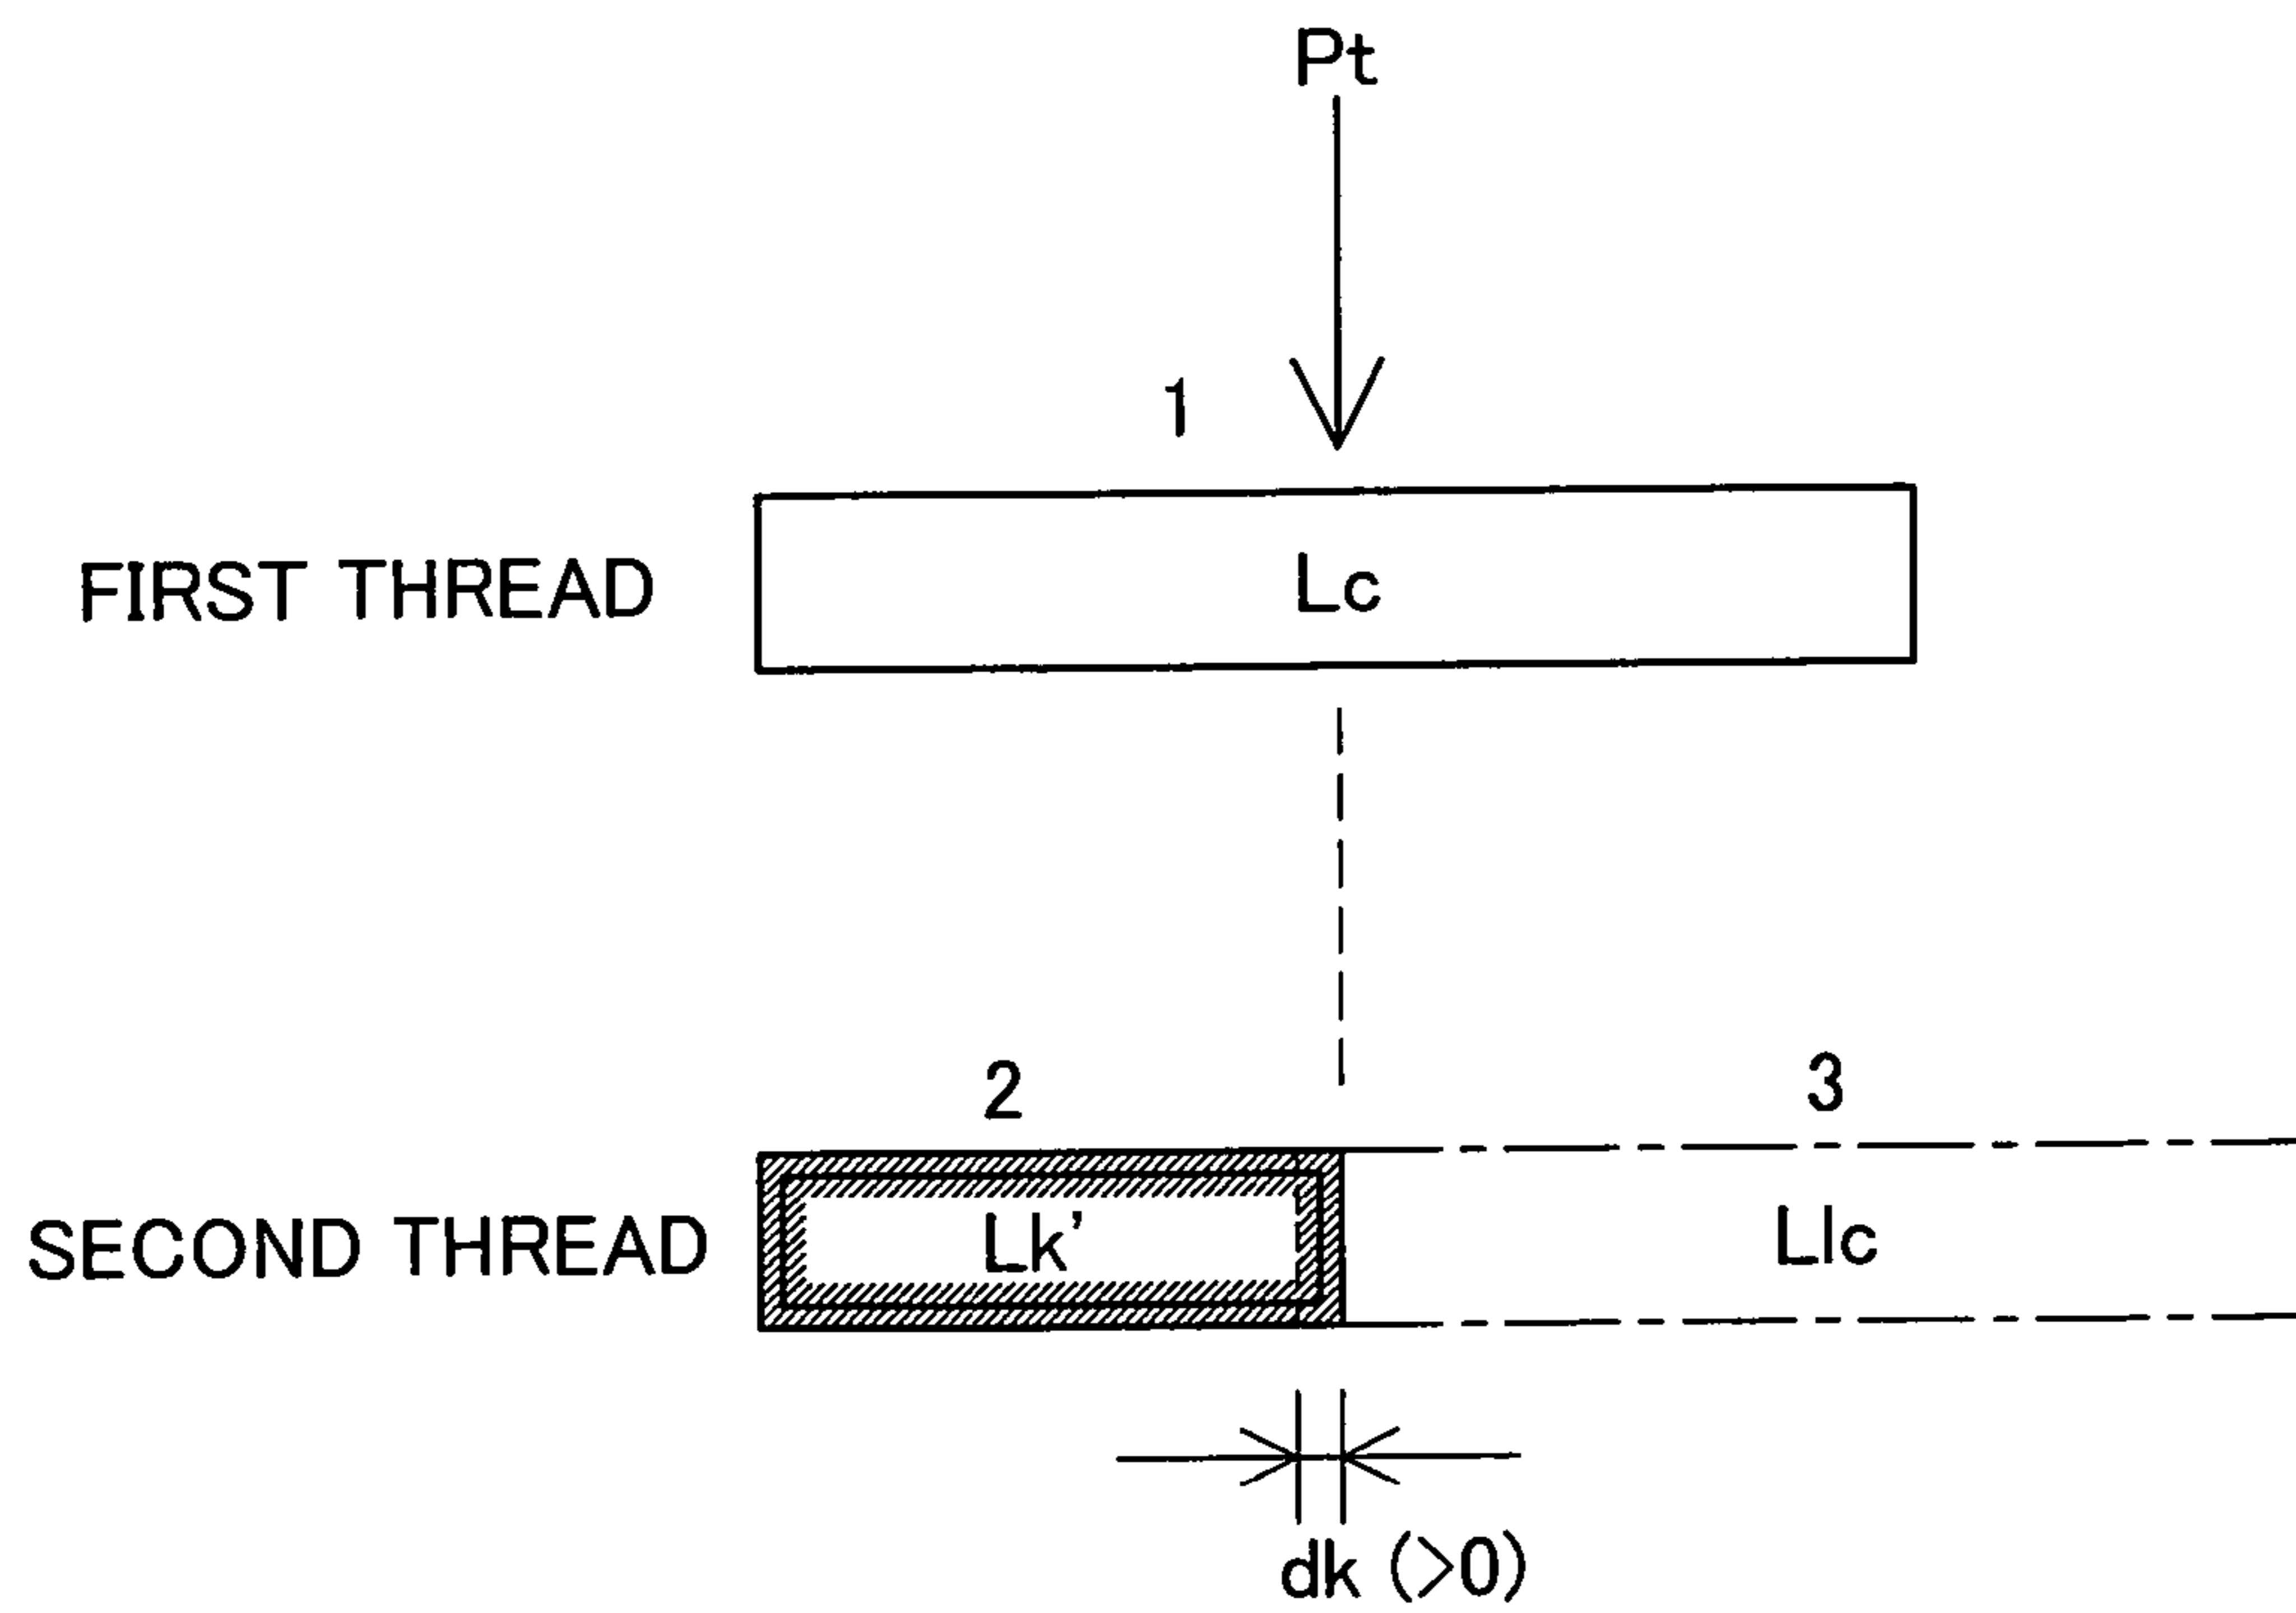 Pt
1
FIRST THREAD
Lc
2
3
SECOND THREAD
Lk'
Llc
dk (>0)